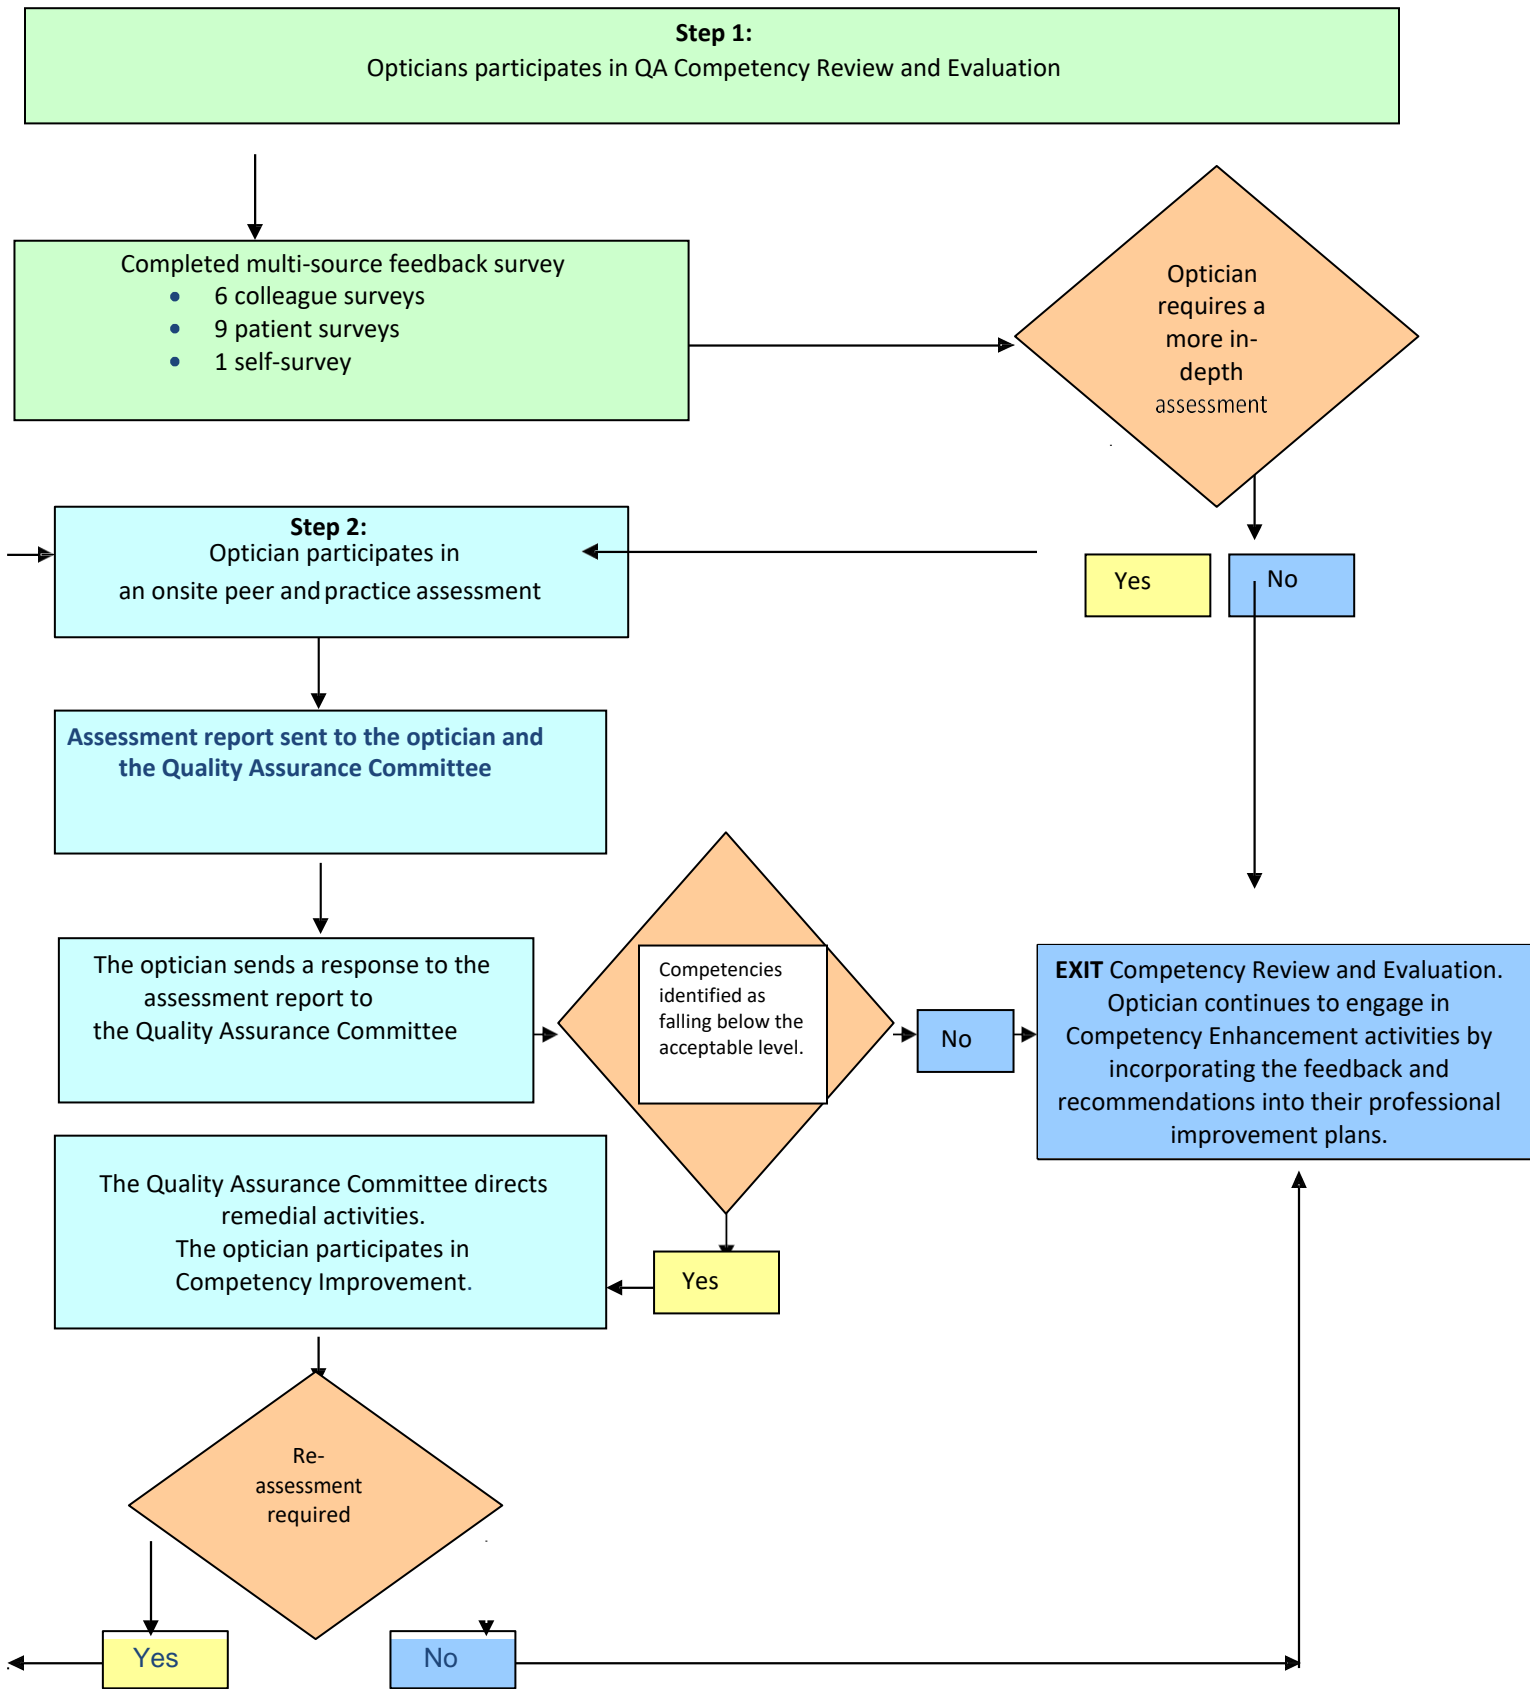 Step 1:
Opticians participates in QA Competency Review and Evaluation
Completed multi-source feedback survey
• 6 colleague surveys
• 9 patient surveys
• 1 self-survey
Optician
requires a
more in-
depth
assessment
Step 2:
Optician participates in
an onsite peer and practice assessment
Yes
No
Assessment report sent to the optician and
the Quality Assurance Committee
The optician sends a response to the
assessment report to
the Quality Assurance Committee
Competencies
identified as
falling below the
acceptable level.
No
EXIT Competency Review and Evaluation.
Optician continues to engage in
Competency Enhancement activities by
incorporating the feedback and
recommendations into their professional
improvement plans.
The Quality Assurance Committee directs
remedial activities.
The optician participates in
Competency Improvement.
Yes
Re-
assessment
required
Yes
No